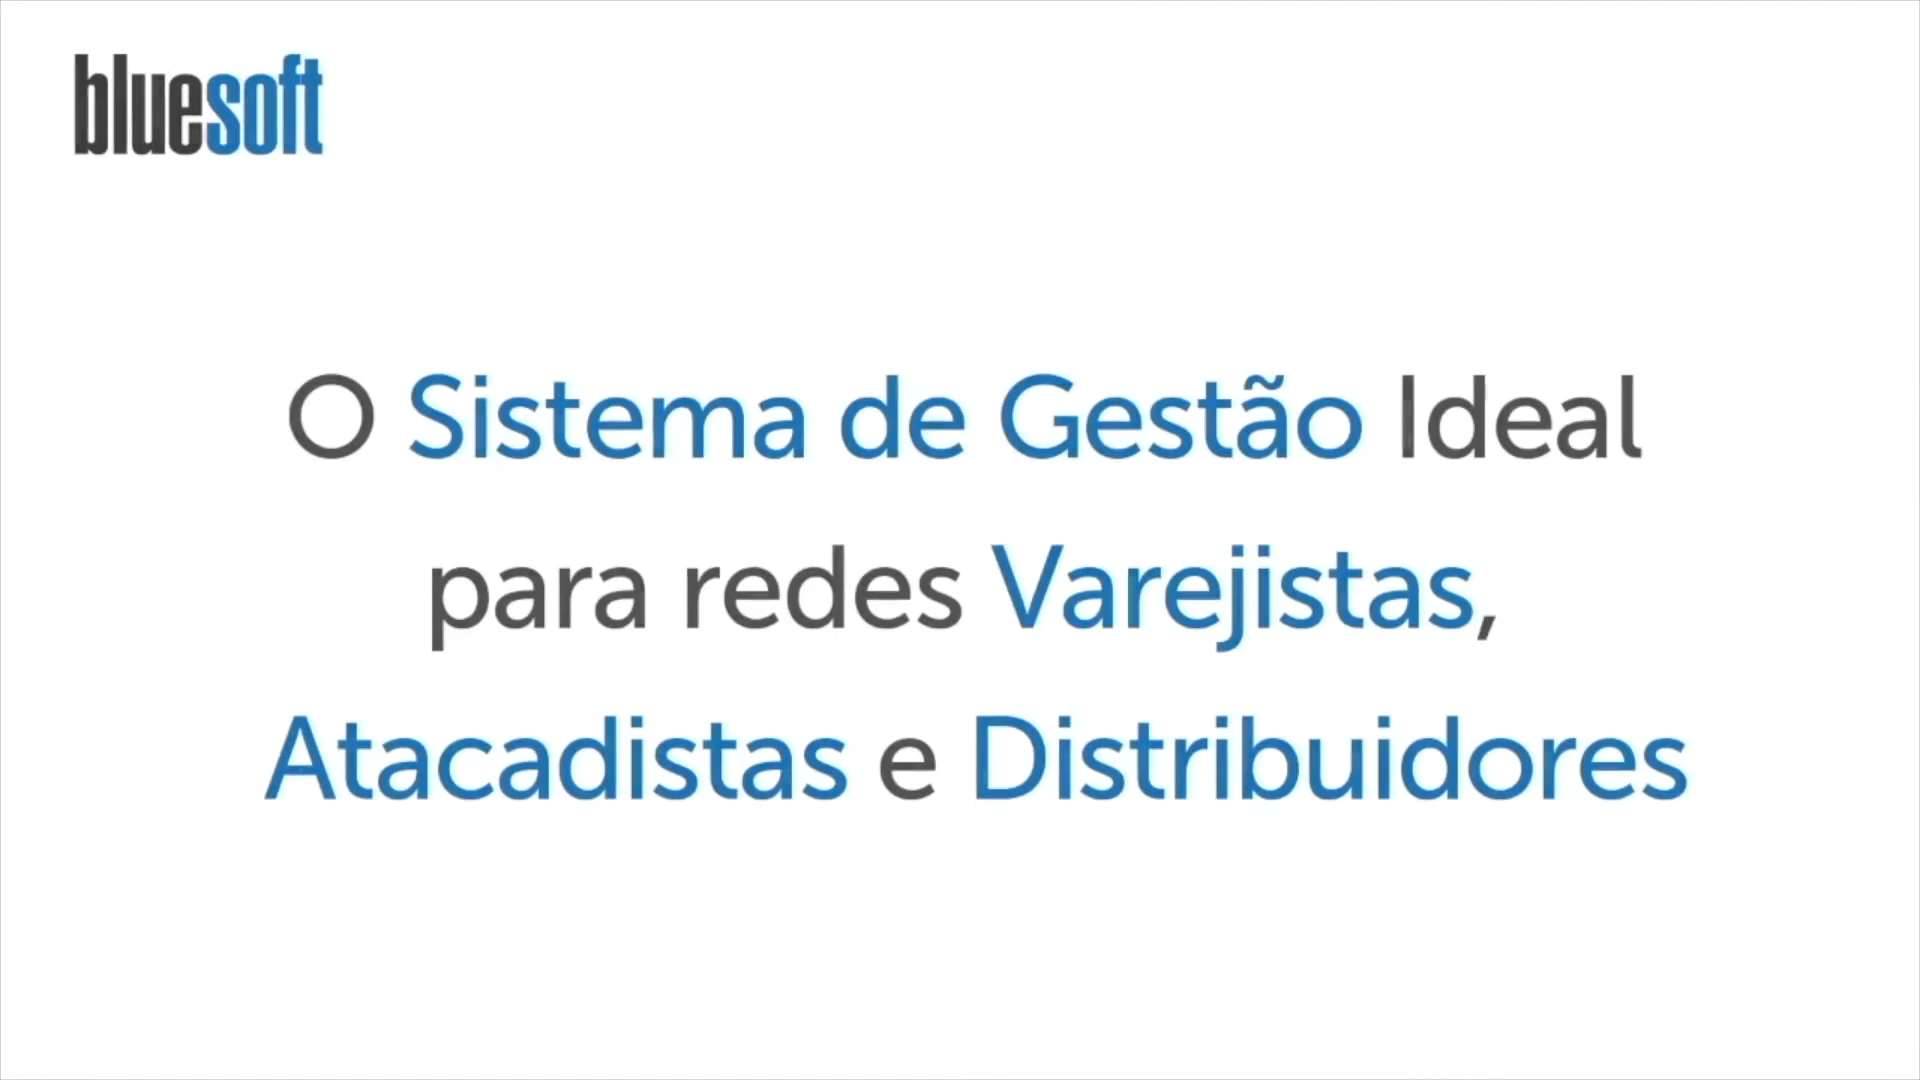 bluesoft
O Sistema de Gestão Ideal
para redes Varejistas,
Atacadistas e Distribuidores